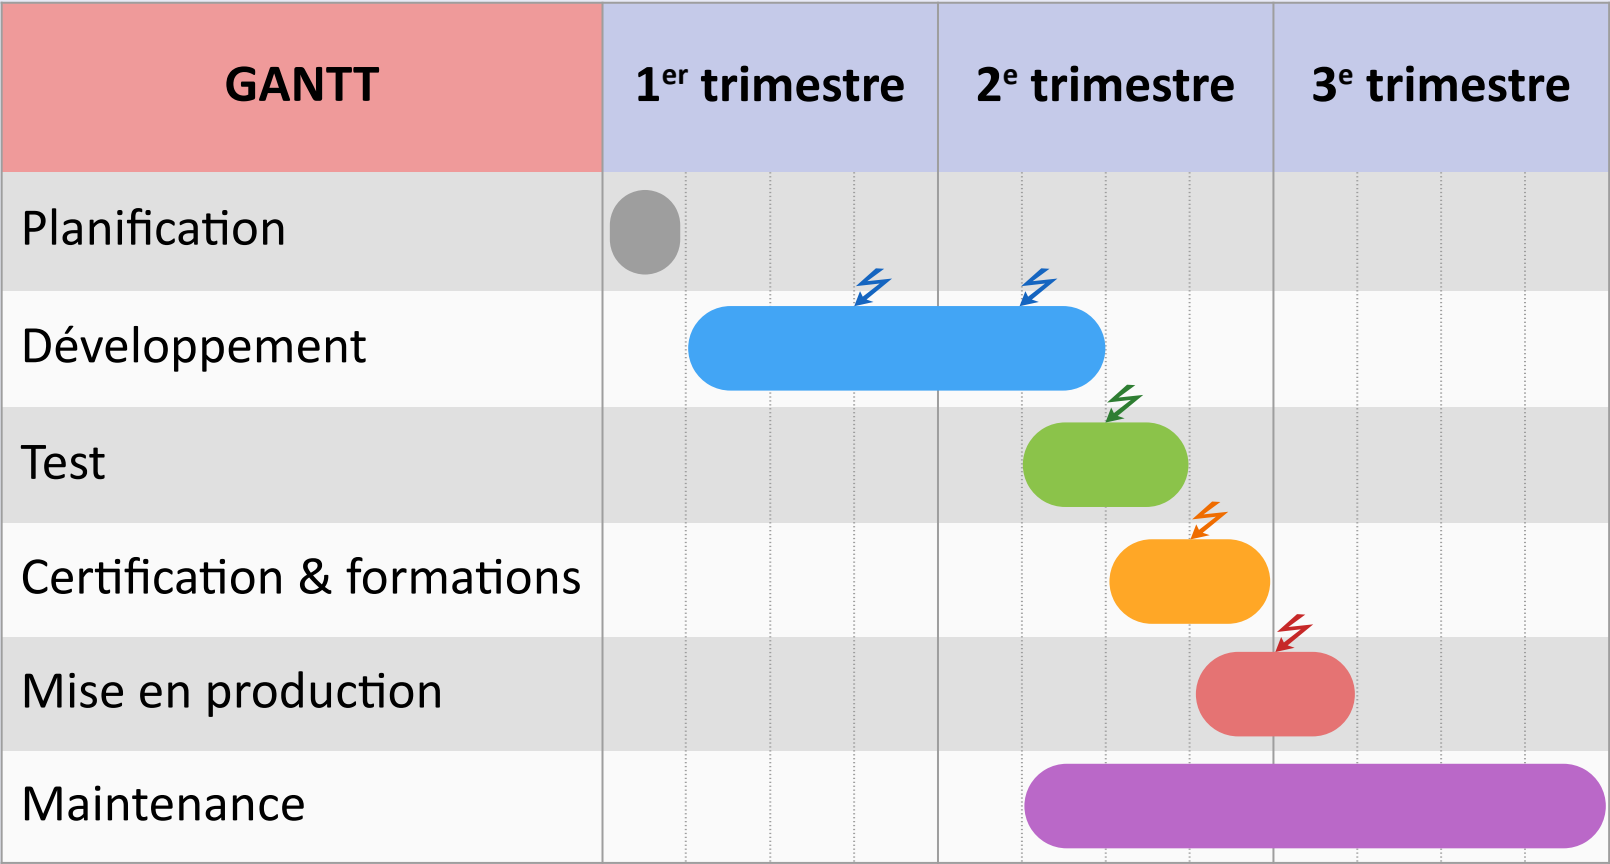 GANTT
1er trimestre
2e trimestre
3e trimestre
Planification
Développement
Test
Certification & formations
Mise en production
Maintenance